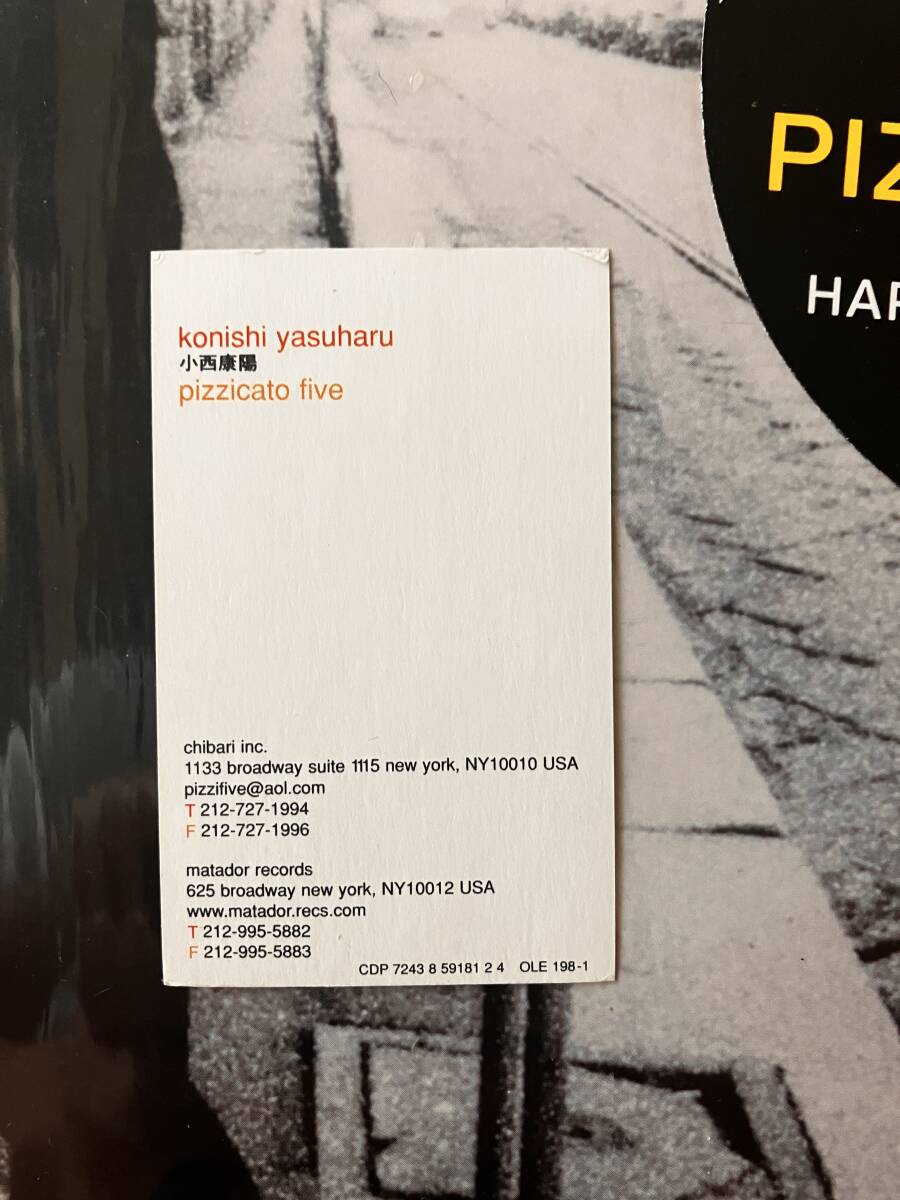 PIZ
HAP
konishi yasuharu
小西康陽
pizzicato five
chibari inc.
1133 broadway suite 1115 new york, NY10010 USA
pizzifive@aol.com
T 212-727-1994
F 212-727-1996
matador records
625 broadway new york, NY10012 USA
www.matador.recs.com
T 212-995-5882
F 212-995-5883
CDP 7243 8 59181 2 4 OLE 198-1